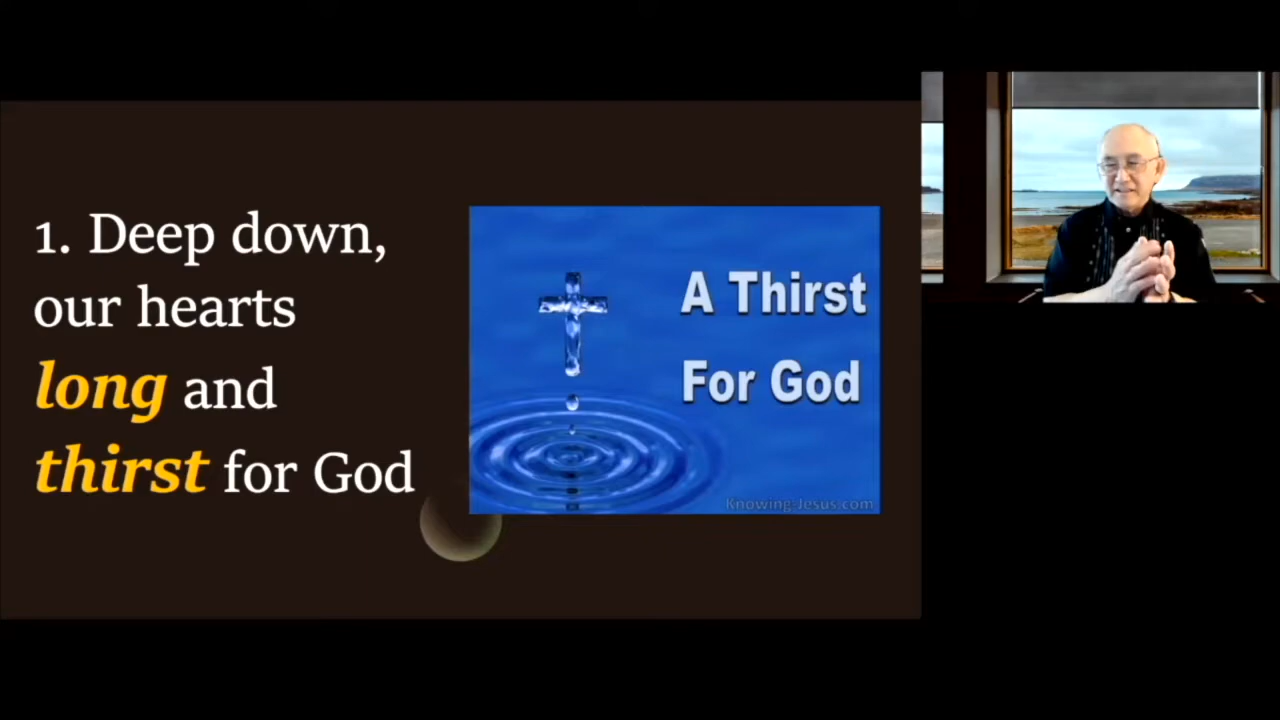 1. Deep down,
our hearts
long and
thirst for God
A Thirst
For God
Knowing-Jesus.com